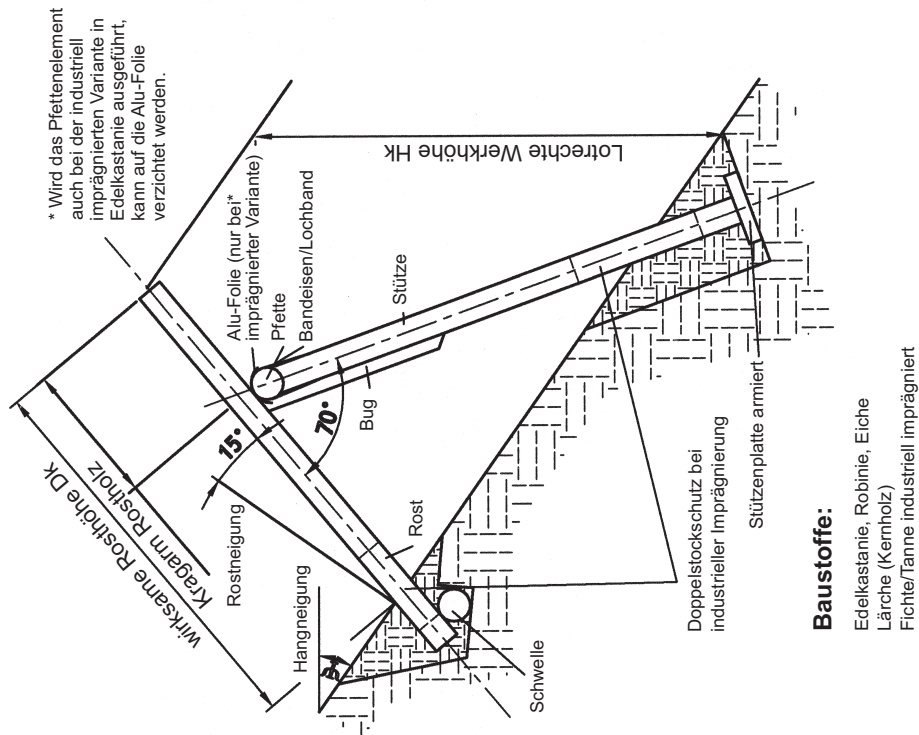 * Wird das Pfettenelement
auch bei der industriell
imprägnierten Variante in
Edelkastanie ausgeführt,
kann auf die Alu-Folie
verzichtet werden.
wirksame Rosthöhe Dk
Kragarm Rostholz
Rostneigung
15°
70°
Hangneigung
Alu-Folie (nur bei*
imprägnierter Variante)
Pfette
Bandeisen/Lochband
Stütze
Bug
Lotrechte Werkhöhe Hk
Rost
Schwelle
Doppelstockschutz bei
industrieller Imprägnierung
Stützenplatte armiert
Baustoffe:
Edelkastanie, Robinie, Eiche
Lärche (Kernholz)
Fichte/Tanne industriell imprägniert